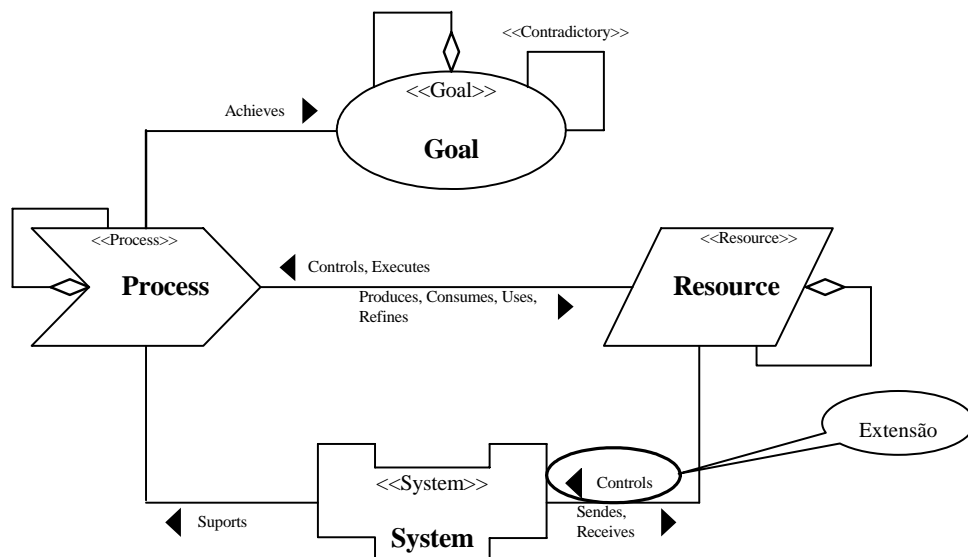 <<Contradictory>>
<<Goal>>
Goal
Achieves
<<Process>>
Process
Controls, Executes
Produces, Consumes, Uses,
Refines
<<Resource>>
Resource
Extensão
<<System>>
System
Controls
Sendes,
Receives
Suports